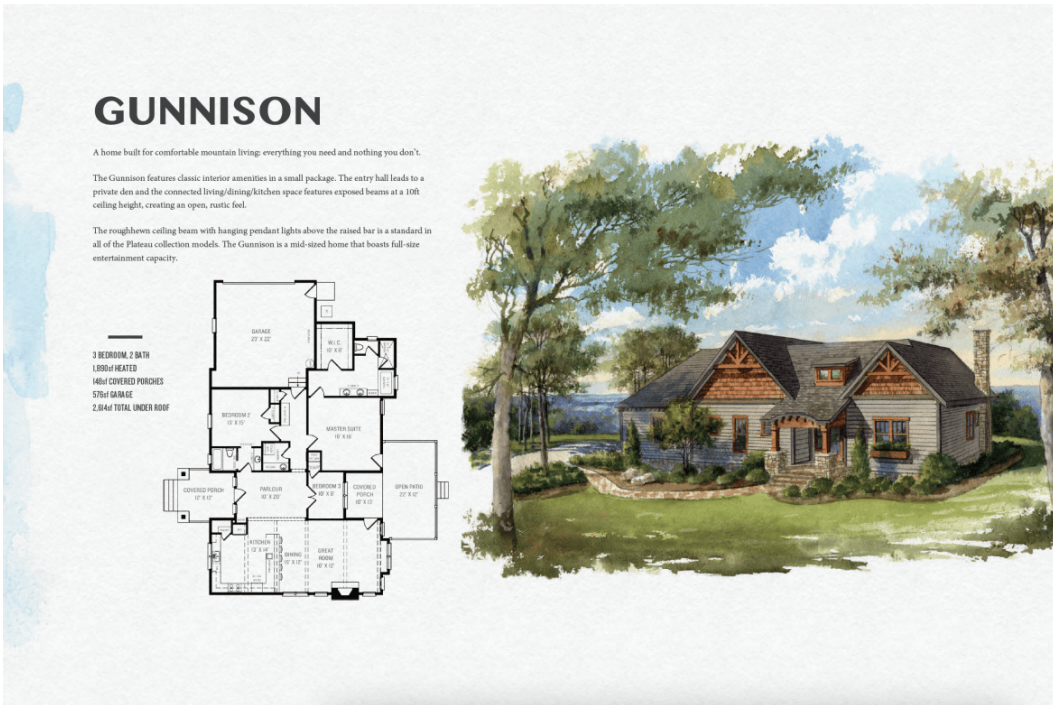 GUNNISON
A home built for comfortable mountain living: everything you need and nothing you don't.
The Gunnison features classic interior amenities in a small package. The entry hall leads to a
private den and the connected living/dining/kitchen space features exposed beams at a 10ft
ceiling height, creating an open, rustic feel.
The roughhewn ceiling beam with hanging pendant lights above the raised bar is a standard in
all of the Plateau collection models. The Gunnison is a mid-sized home that boasts full-size
entertainment capacity.
3 BEDROOM, 2 BATH
1,890sf HEATED
148sf COVERED PORCHES
576sf GARAGE
2,614sf TOTAL UNDER ROOF
GARAGE
23' X 22'
W.I.C.
BEDROOM 2
MASTER SUITE
COVERED PORCH
12' X 12'
PARLOUR
10' X 20'
BEDROOM 3
COVERED
PORCH
OPEN PATIO
KITCHEN
DINING
GREAT
ROOM